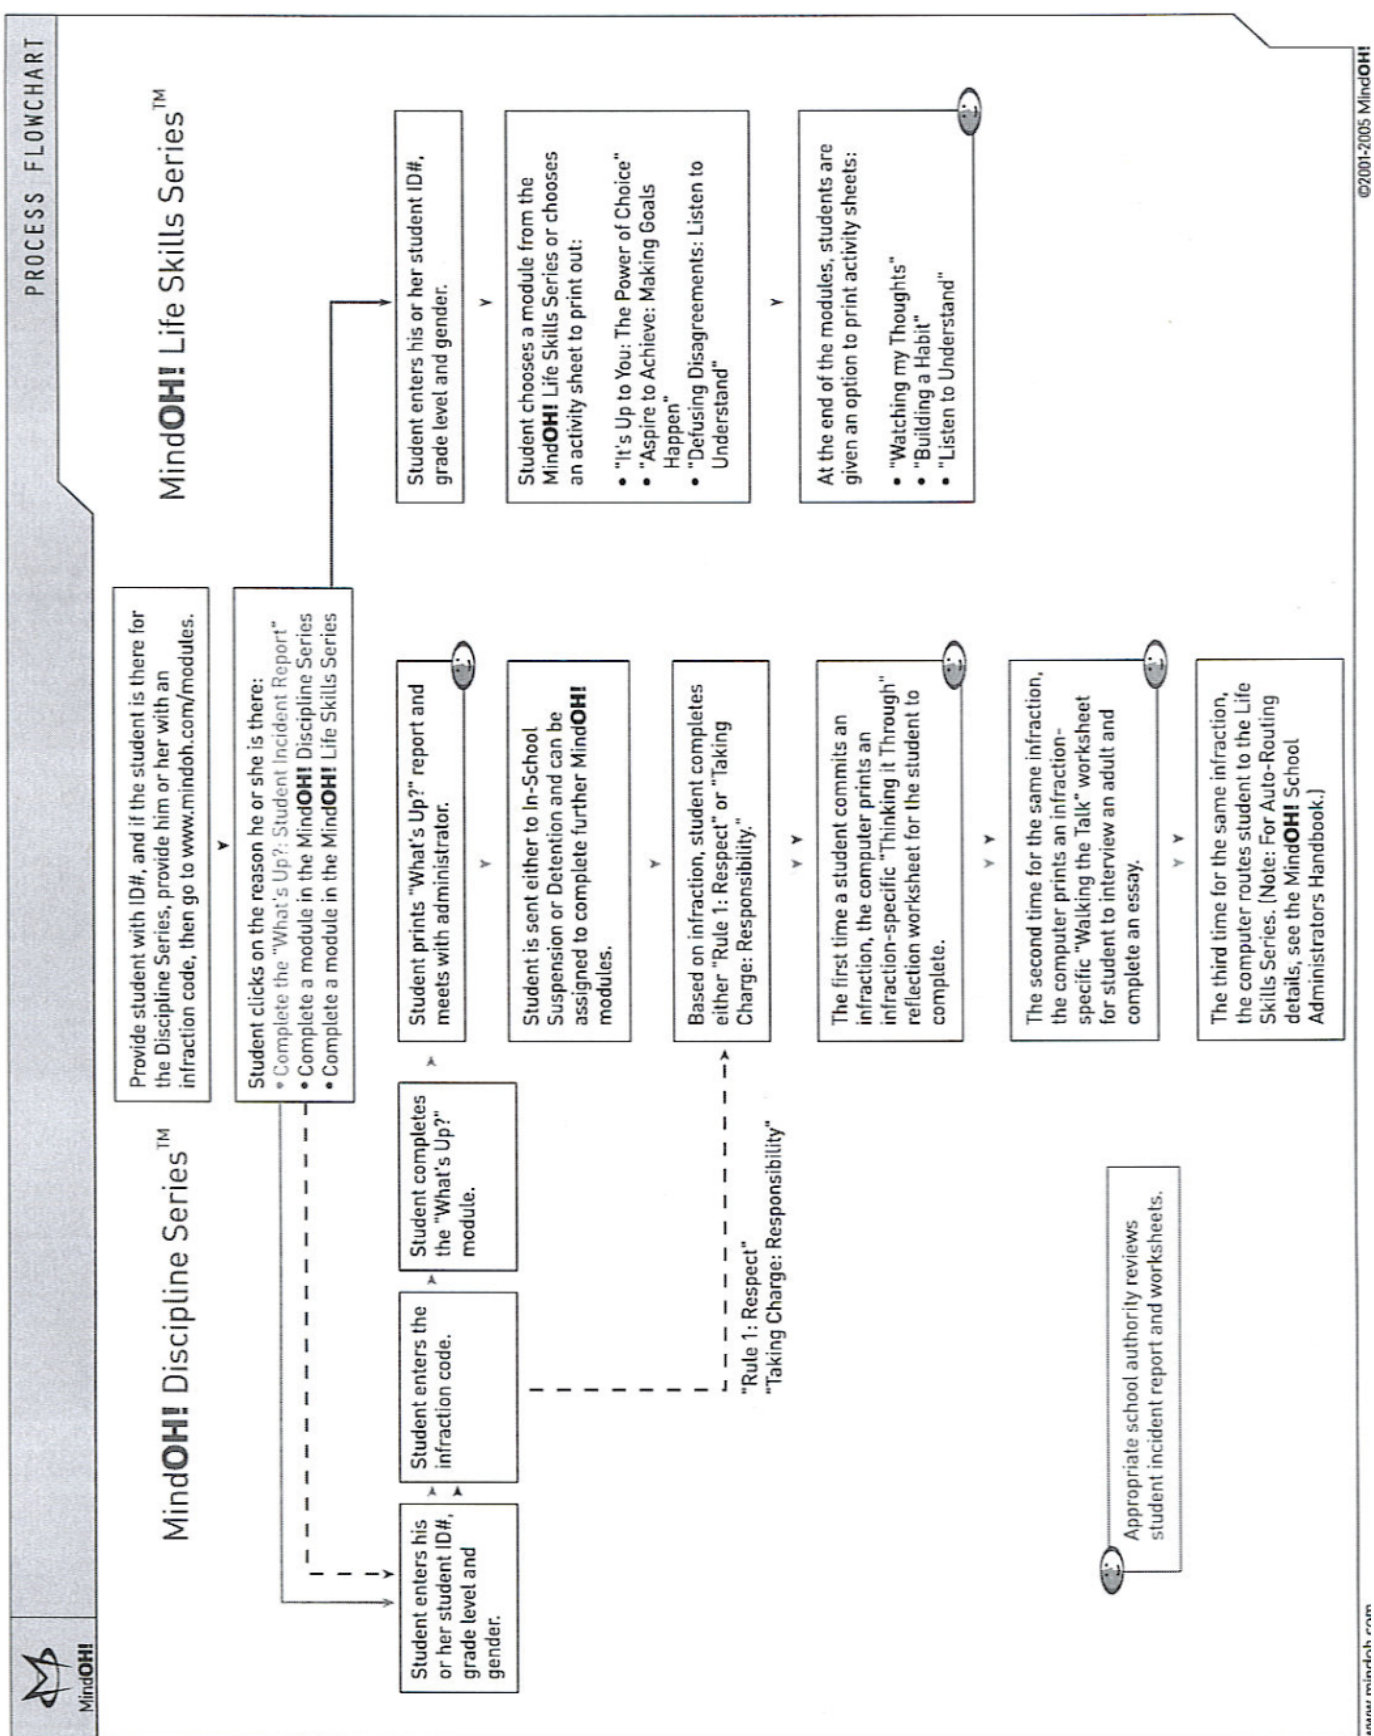 MindOH!
PROCESS FLOWCHART
MindOH! Discipline Series™
MindOH! Life Skills Series™
Provide student with ID#, and if the student is there for
the Discipline Series, provide him or her with an
infraction code, then go to www.mindoh.com/modules.
Student clicks on the reason he or she is there:
• Complete the "What's Up?: Student Incident Report"
• Complete a module in the MindOH! Discipline Series
• Complete a module in the MindOH! Life Skills Series
Student enters his
or her student ID#,
grade level and
gender.
Student enters the
infraction code.
Student completes
the "What's Up?"
module.
Student prints "What's Up?" report and
meets with administrator.
Student is sent either to In-School
Suspension or Detention and can be
assigned to complete further MindOH!
modules.
"Rule 1: Respect"
"Taking Charge: Responsibility"
Based on infraction, student completes
either "Rule 1: Respect" or "Taking
Charge: Responsibility."
The first time a student commits an
infraction, the computer prints an
infraction-specific "Thinking it Through"
reflection worksheet for the student to
complete.
The second time for the same infraction,
the computer prints an infraction-
specific "Walking the Talk" worksheet
for student to interview an adult and
complete an essay.
The third time for the same infraction,
the computer routes student to the Life
Skills Series. (Note: For Auto-Routing
details, see the MindOH! School
Administrators Handbook.)
Student enters his or her student ID#,
grade level and gender.
Student chooses a module from the
MindOH! Life Skills Series or chooses
an activity sheet to print out:
• "It's Up to You: The Power of Choice"
• "Aspire to Achieve: Making Goals
Happen"
• "Defusing Disagreements: Listen to
Understand"
At the end of the modules, students are
given an option to print activity sheets:
• "Watching my Thoughts"
• "Building a Habit"
• "Listen to Understand"
Appropriate school authority reviews
student incident report and worksheets.
www.mindoh.com
©2001-2005 MindOH!